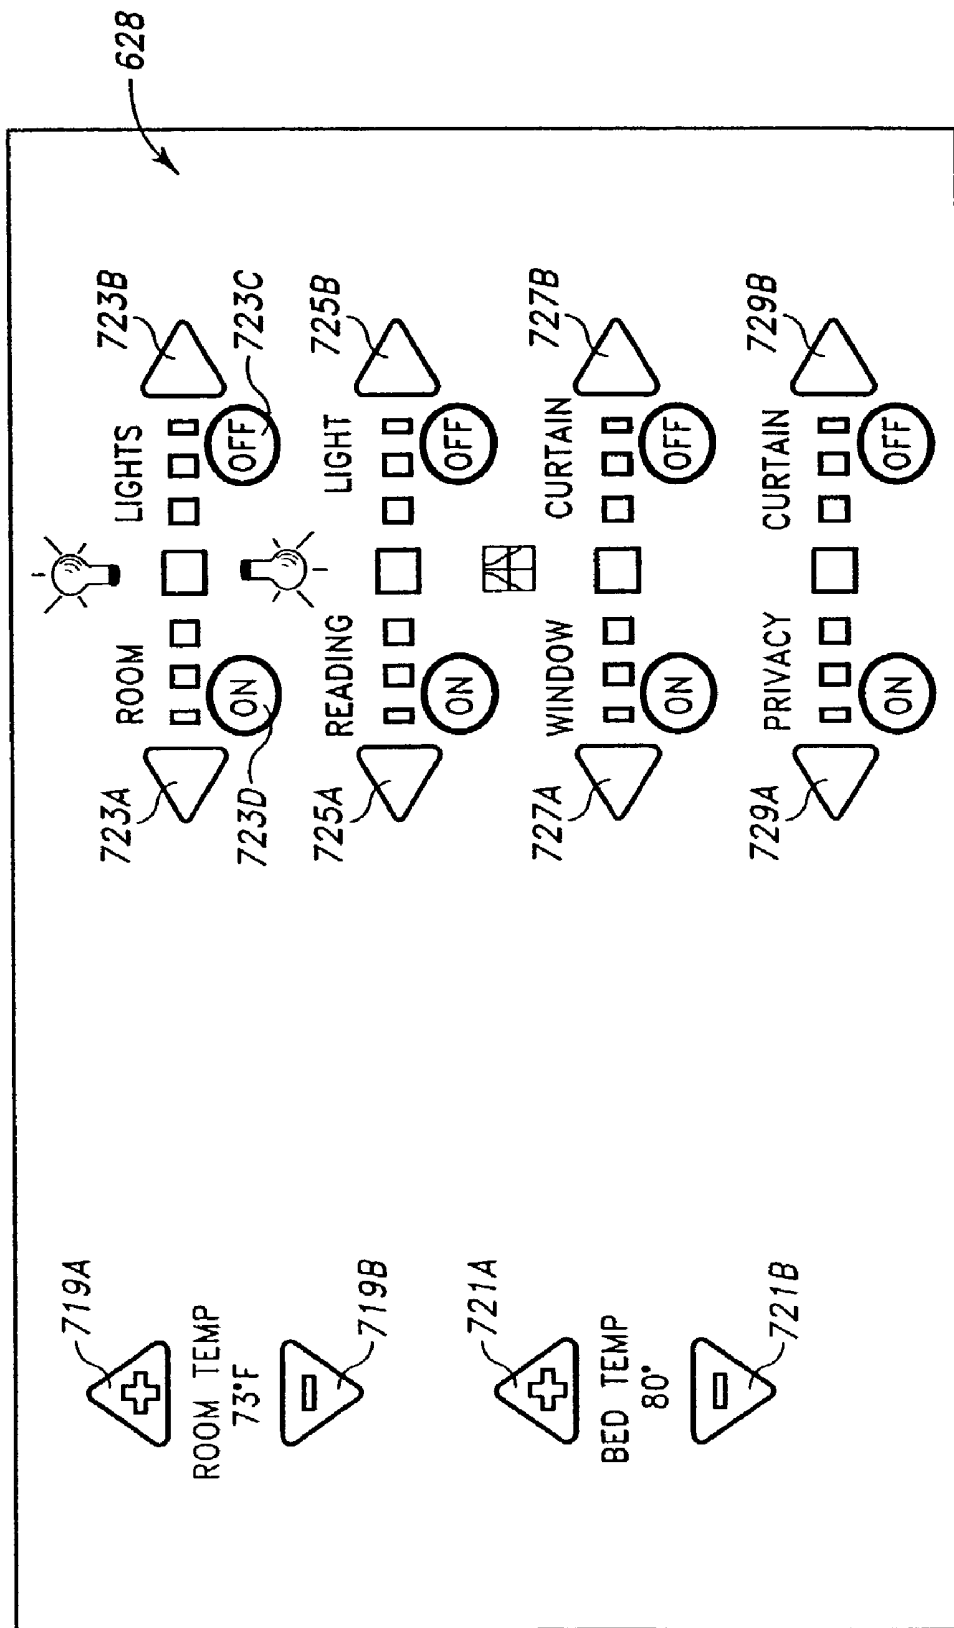 628
719A
ROOM TEMP
73°F
719B
721A
BED TEMP
80°
721B
723A
ROOM LIGHTS
723B
723D
ON
OFF
723C
725A
READING LIGHT
725B
ON
OFF
727A
WINDOW CURTAIN
727B
ON
OFF
729A
PRIVACY CURTAIN
729B
ON
OFF